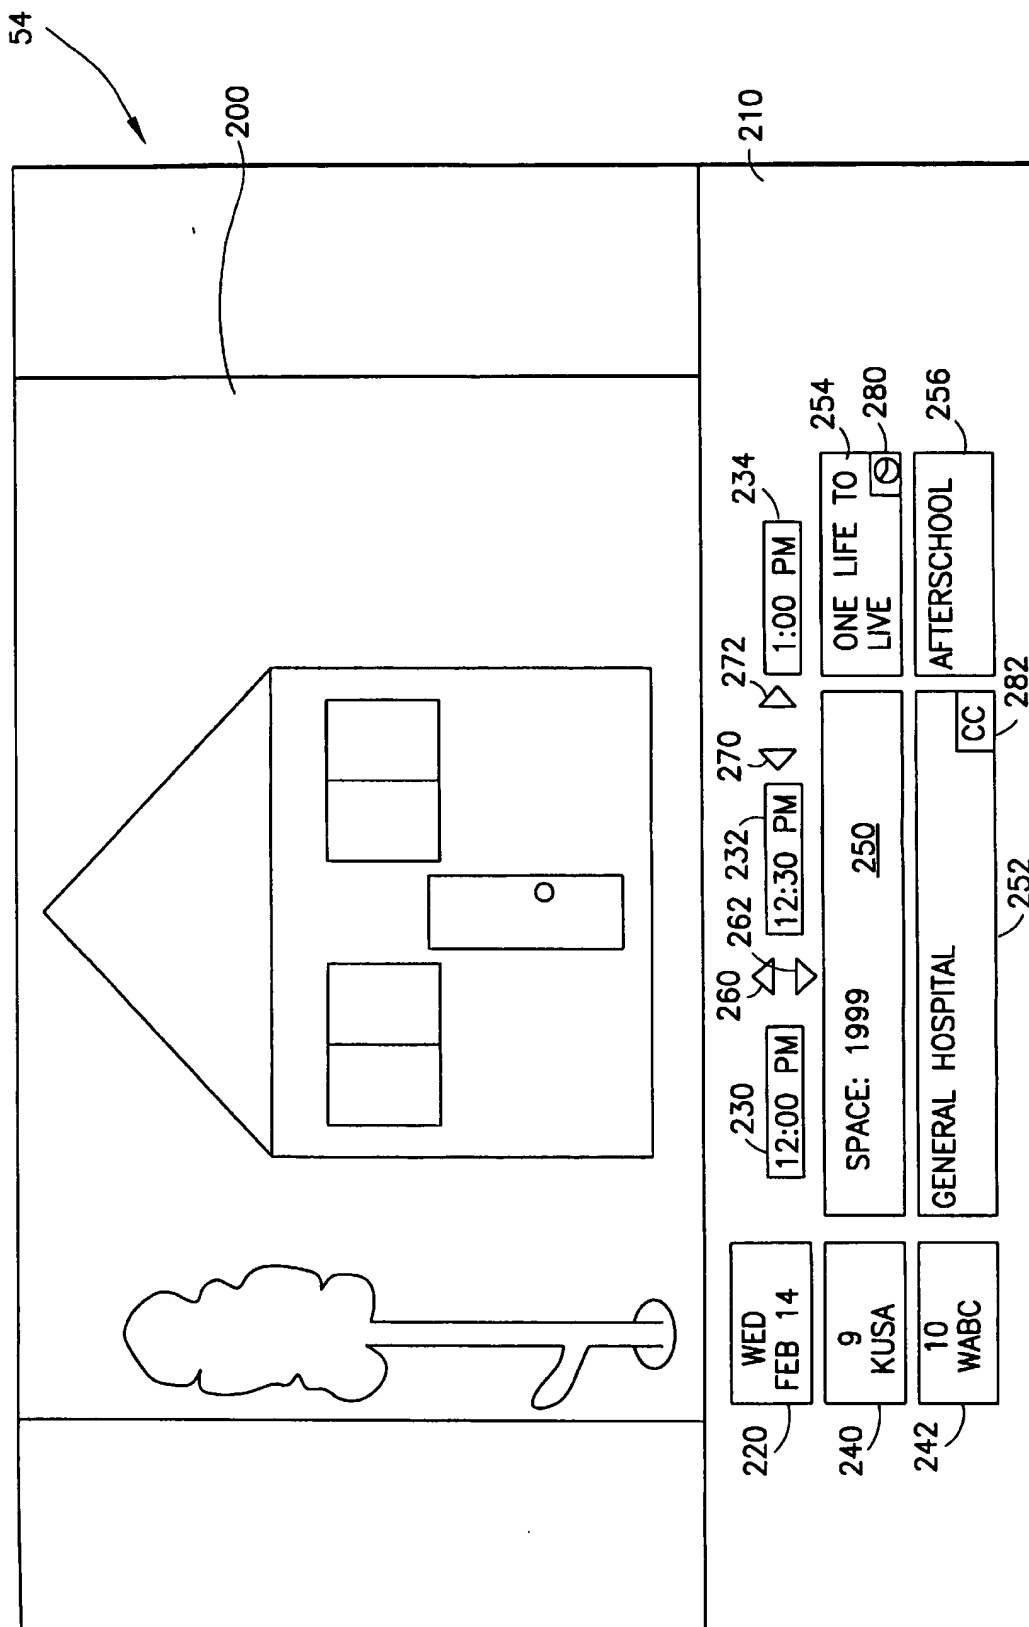 54
200
210
230
260
262
232
270
272
234
12:00 PM
12:30 PM
1:00 PM
220
WED
FEB 14
240
9
KUSA
SPACE: 1999
250
ONE LIFE TO
LIVE
254
280
242
10
WABC
GENERAL HOSPITAL
CC
AFTERSCHOOL
256
252
282